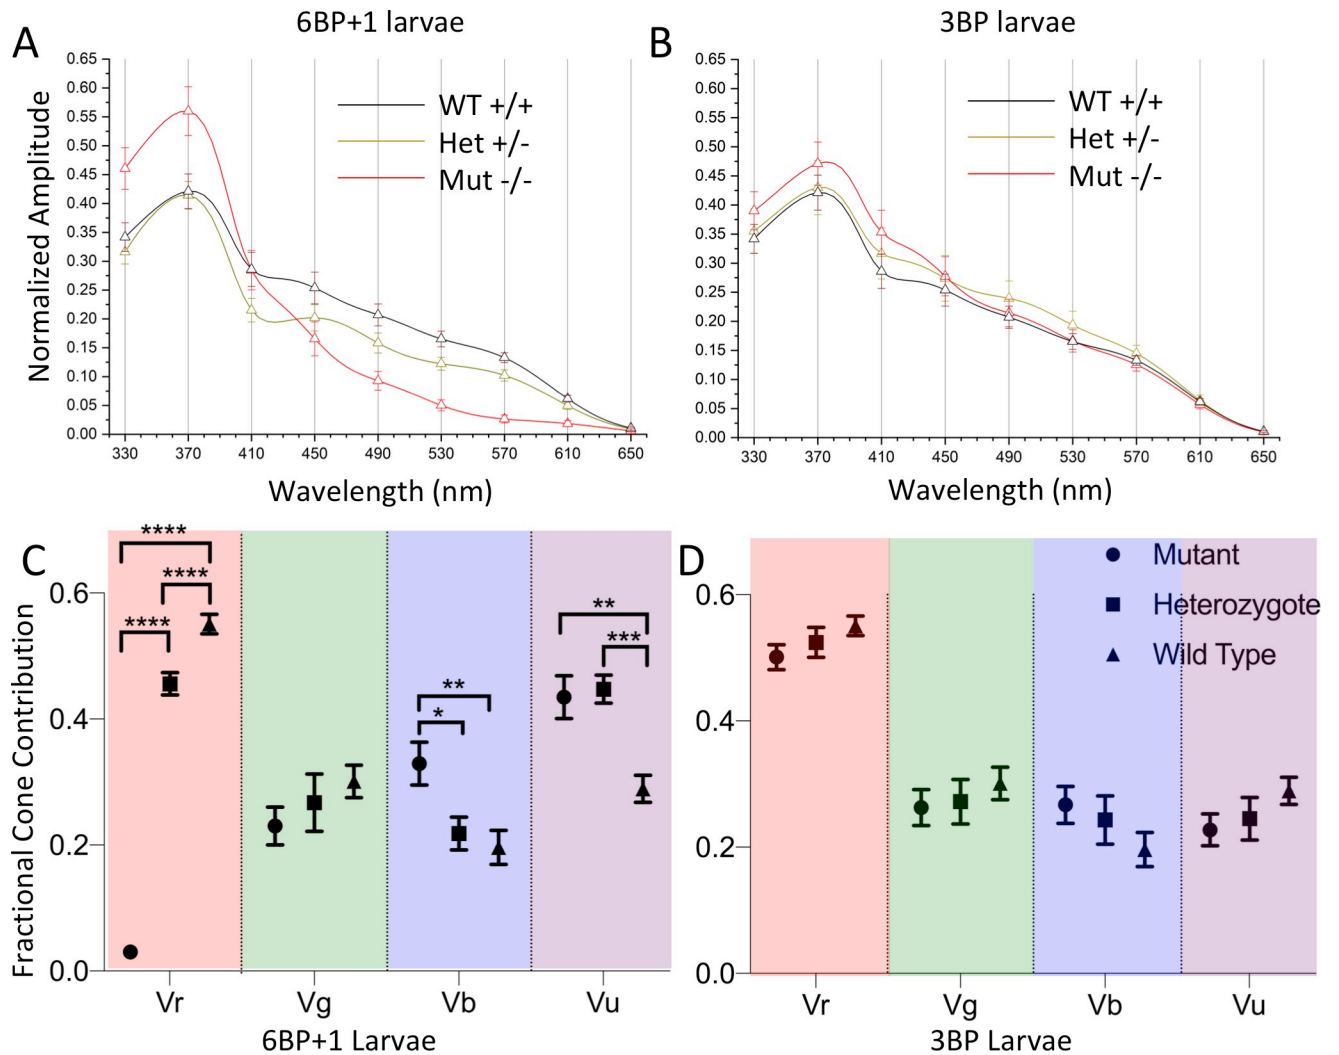 6BP+1 larvae
3BP larvae
A
B
0.65
0.60
0.55
0.50
0.45
0.40
0.35
0.30
0.25
0.20
0.15
0.10
0.05
0.00
Normalized Amplitude
WT +/+
Het +/-
Mut -/-
330 370 410 450 490 530 570 610 650
Wavelength (nm)
0.65
0.60
0.55
0.50
0.45
0.40
0.35
0.30
0.25
0.20
0.15
0.10
0.05
0.00
WT +/+
Het +/-
Mut -/-
330 370 410 450 490 530 570 610 650
Wavelength (nm)
C
Fractional Cone Contribution
0.6
0.4
0.2
0.0
****
****
****
**
*
**
***
Vr Vg Vb Vu
6BP+1 Larvae
D
Mutant
Heterozygote
Wild Type
0.6
0.4
0.2
0.0
Vr Vg Vb Vu
3BP Larvae